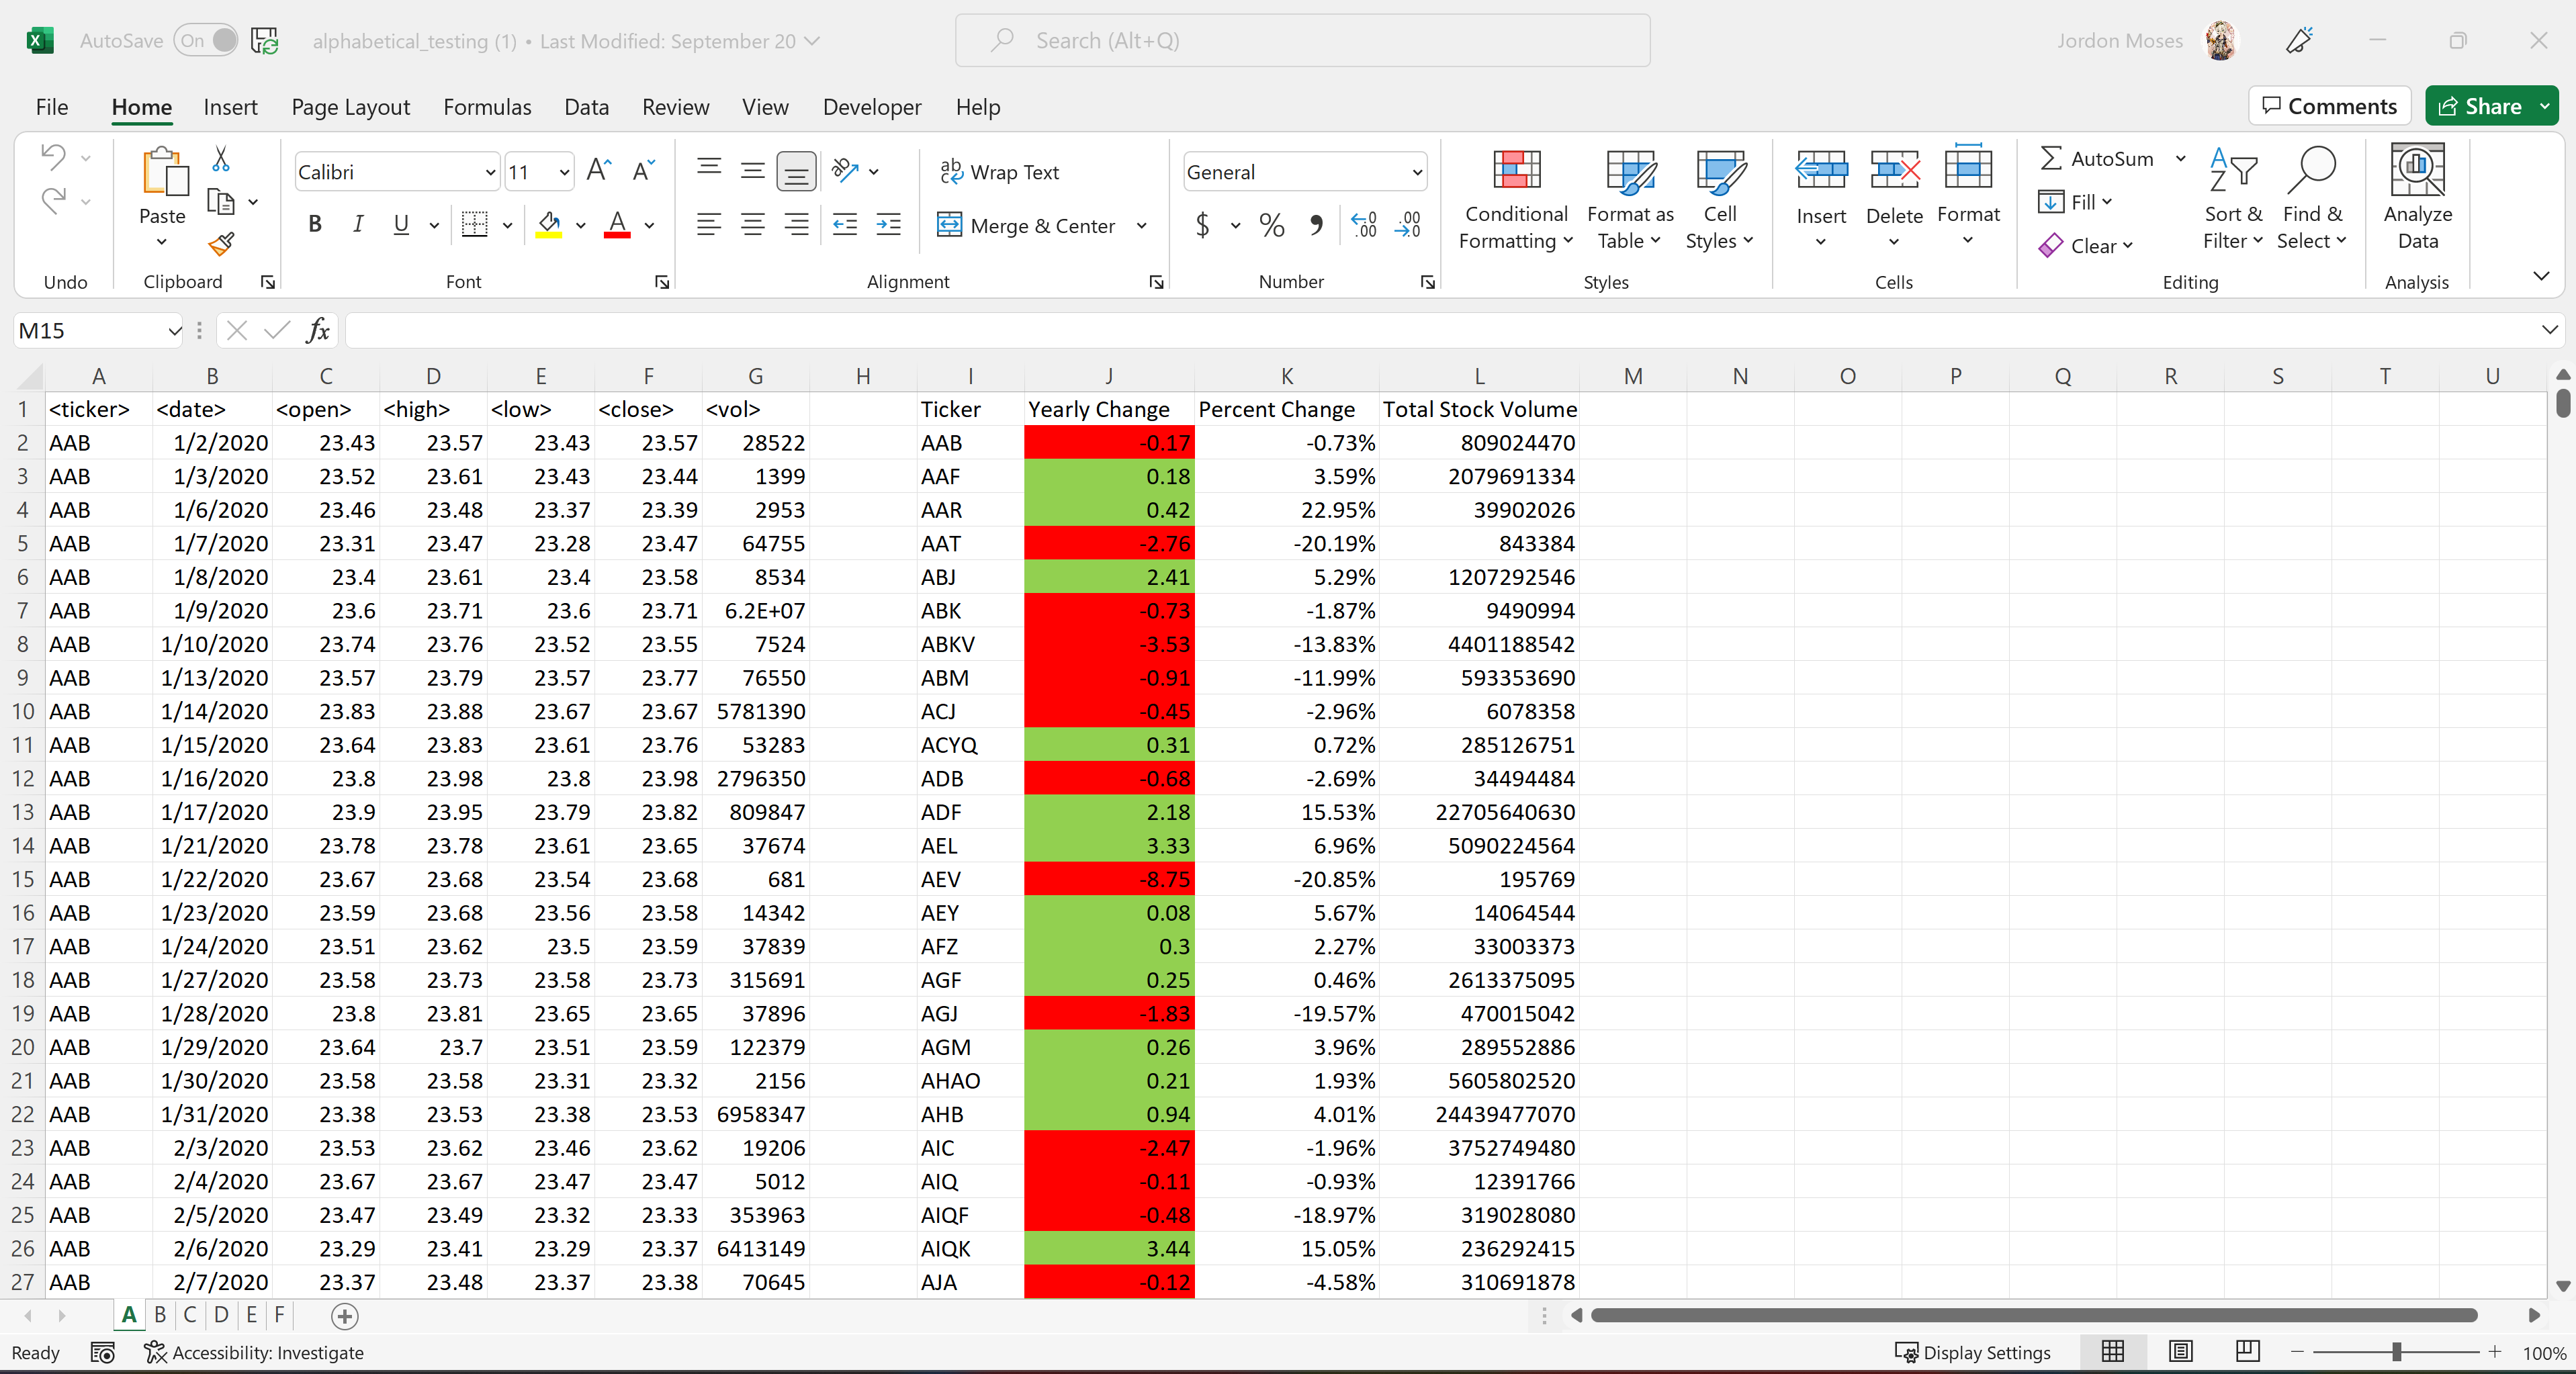 AutoSave On alphabetical_testing (1) • Last Modified: September 20 Search (Alt+Q) Jordon Moses
File Home Insert Page Layout Formulas Data Review View Developer Help Comments Share
Calibri 11 Wrap Text General AutoSum
Paste Conditional Formatting Format as Table Cell Styles Insert Delete Format Fill Sort & Filter Find & Select Analyze Data
B I U Merge & Center $ % Clear
Undo Clipboard Font Alignment Number Styles Cells Editing Analysis
M15 fx
A B C D E F G H I J K L M N O P Q R S T U
1 <ticker> <date> <open> <high> <low> <close> <vol> Ticker Yearly Change Percent Change Total Stock Volume
2 AAB 1/2/2020 23.43 23.57 23.43 23.57 28522 AAB -0.17 -0.73% 809024470
3 AAB 1/3/2020 23.52 23.61 23.43 23.44 1399 AAF 0.18 3.59% 2079691334
4 AAB 1/6/2020 23.46 23.48 23.37 23.39 2953 AAR 0.42 22.95% 39902026
5 AAB 1/7/2020 23.31 23.47 23.28 23.47 64755 AAT -2.76 -20.19% 843384
6 AAB 1/8/2020 23.4 23.61 23.4 23.58 8534 ABJ 2.41 5.29% 1207292546
7 AAB 1/9/2020 23.6 23.71 23.6 23.71 6.2E+07 ABK -0.73 -1.87% 9490994
8 AAB 1/10/2020 23.74 23.76 23.52 23.55 7524 ABKV -3.53 -13.83% 4401188542
9 AAB 1/13/2020 23.57 23.79 23.57 23.77 76550 ABM -0.91 -11.99% 593353690
10 AAB 1/14/2020 23.83 23.88 23.67 23.67 5781390 ACJ -0.45 -2.96% 6078358
11 AAB 1/15/2020 23.64 23.83 23.61 23.76 53283 ACYQ 0.31 0.72% 285126751
12 AAB 1/16/2020 23.8 23.98 23.8 23.98 2796350 ADB -0.68 -2.69% 34494484
13 AAB 1/17/2020 23.9 23.95 23.79 23.82 809847 ADF 2.18 15.53% 22705640630
14 AAB 1/21/2020 23.78 23.78 23.61 23.65 37674 AEL 3.33 6.96% 5090224564
15 AAB 1/22/2020 23.67 23.68 23.54 23.68 681 AEV -8.75 -20.85% 195769
16 AAB 1/23/2020 23.59 23.68 23.56 23.58 14342 AEY 0.08 5.67% 14064544
17 AAB 1/24/2020 23.51 23.62 23.5 23.59 37839 AFZ 0.3 2.27% 33003373
18 AAB 1/27/2020 23.58 23.73 23.58 23.73 315691 AGF 0.25 0.46% 2613375095
19 AAB 1/28/2020 23.8 23.81 23.65 23.65 37896 AGJ -1.83 -19.57% 470015042
20 AAB 1/29/2020 23.64 23.7 23.51 23.59 122379 AGM 0.26 3.96% 289552886
21 AAB 1/30/2020 23.58 23.58 23.31 23.32 2156 AHAO 0.21 1.93% 5605802520
22 AAB 1/31/2020 23.38 23.53 23.38 23.53 6958347 AHB 0.94 4.01% 24439477070
23 AAB 2/3/2020 23.53 23.62 23.46 23.62 19206 AIC -2.47 -1.96% 3752749480
24 AAB 2/4/2020 23.67 23.67 23.47 23.47 5012 AIQ -0.11 -0.93% 12391766
25 AAB 2/5/2020 23.47 23.49 23.32 23.33 353963 AIQF -0.48 -18.97% 319028080
26 AAB 2/6/2020 23.29 23.41 23.29 23.37 6413149 AIQK 3.44 15.05% 236292415
27 AAB 2/7/2020 23.37 23.48 23.37 23.38 70645 AJA -0.12 -4.58% 310691878
A B C D E F
Ready Accessibility: Investigate Display Settings 100%